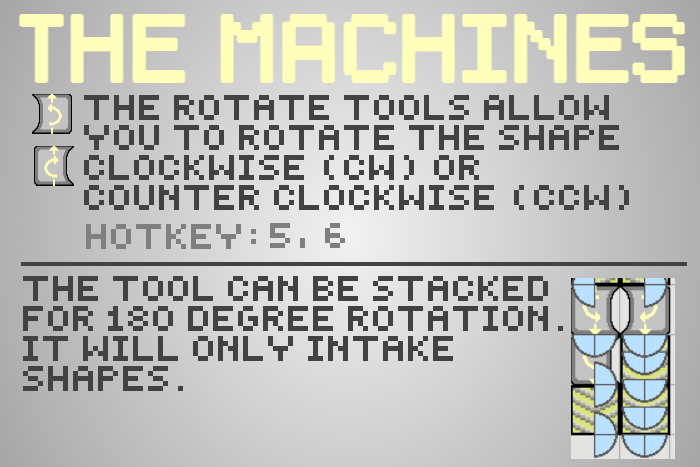 THE MACHINES
THE ROTATE TOOLS ALLOW
YOU TO ROTATE THE SHAPE
CLOCKWISE (CW) OR
COUNTER CLOCKWISE (CCW)
HOTKEY: 5, 6
THE TOOL CAN BE STACKED
FOR 180 DEGREE ROTATION.
IT WILL ONLY INTAKE
SHAPES.